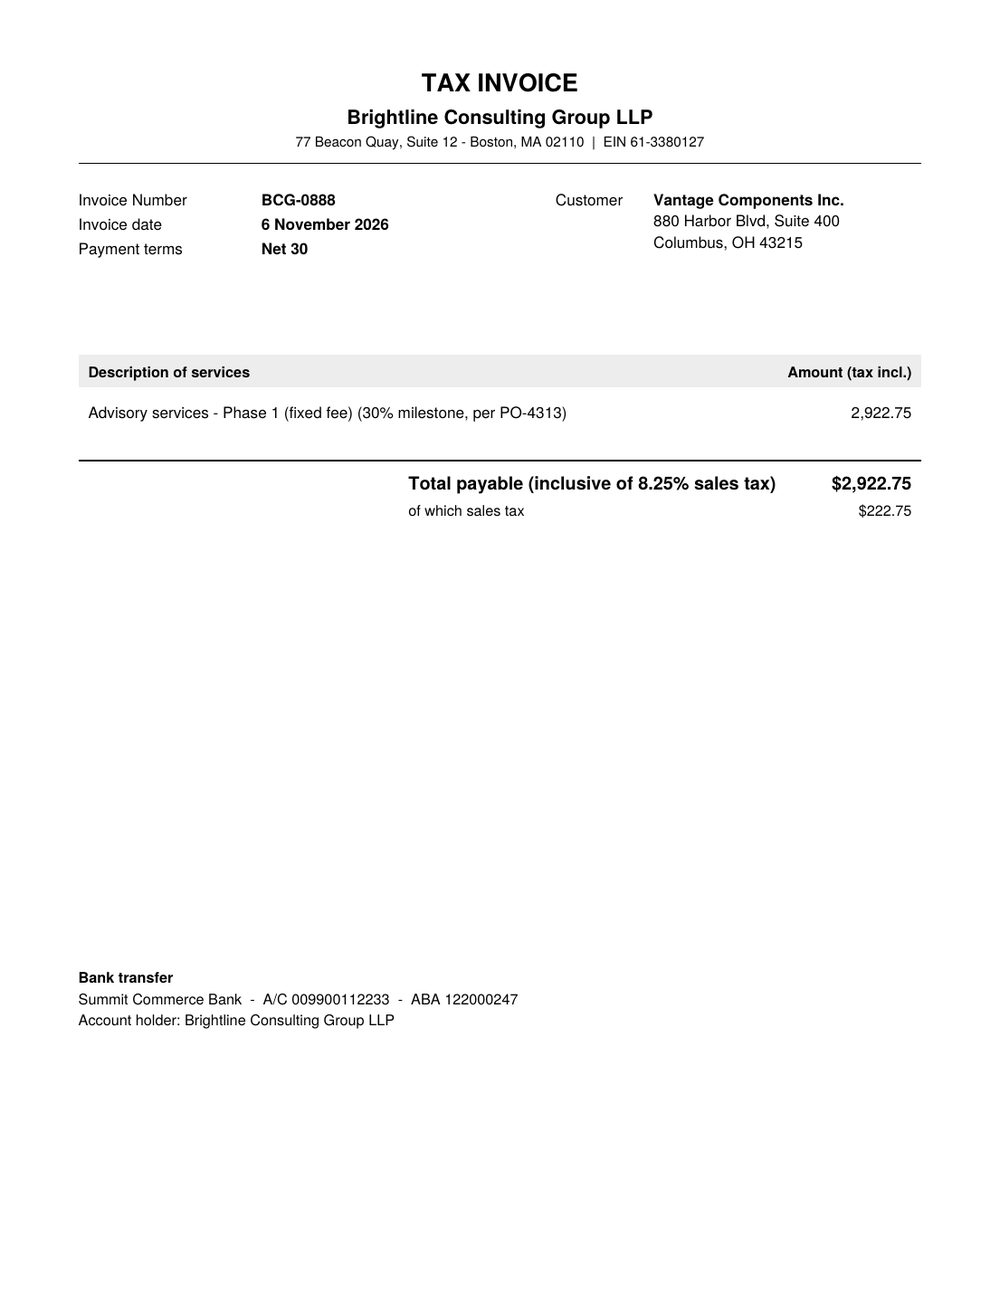 TAX INVOICE
Brightline Consulting Group LLP
77 Beacon Quay, Suite 12 - Boston, MA 02110 | EIN 61-3380127
Invoice Number BCG-0888
Invoice date 6 November 2026
Payment terms Net 30
Customer Vantage Components Inc.
880 Harbor Blvd, Suite 400
Columbus, OH 43215
Description of services Amount (tax incl.)
Advisory services - Phase 1 (fixed fee) (30% milestone, per PO-4313) 2,922.75
Total payable (inclusive of 8.25% sales tax) $2,922.75
of which sales tax $222.75
Bank transfer
Summit Commerce Bank - A/C 009900112233 - ABA 122000247
Account holder: Brightline Consulting Group LLP